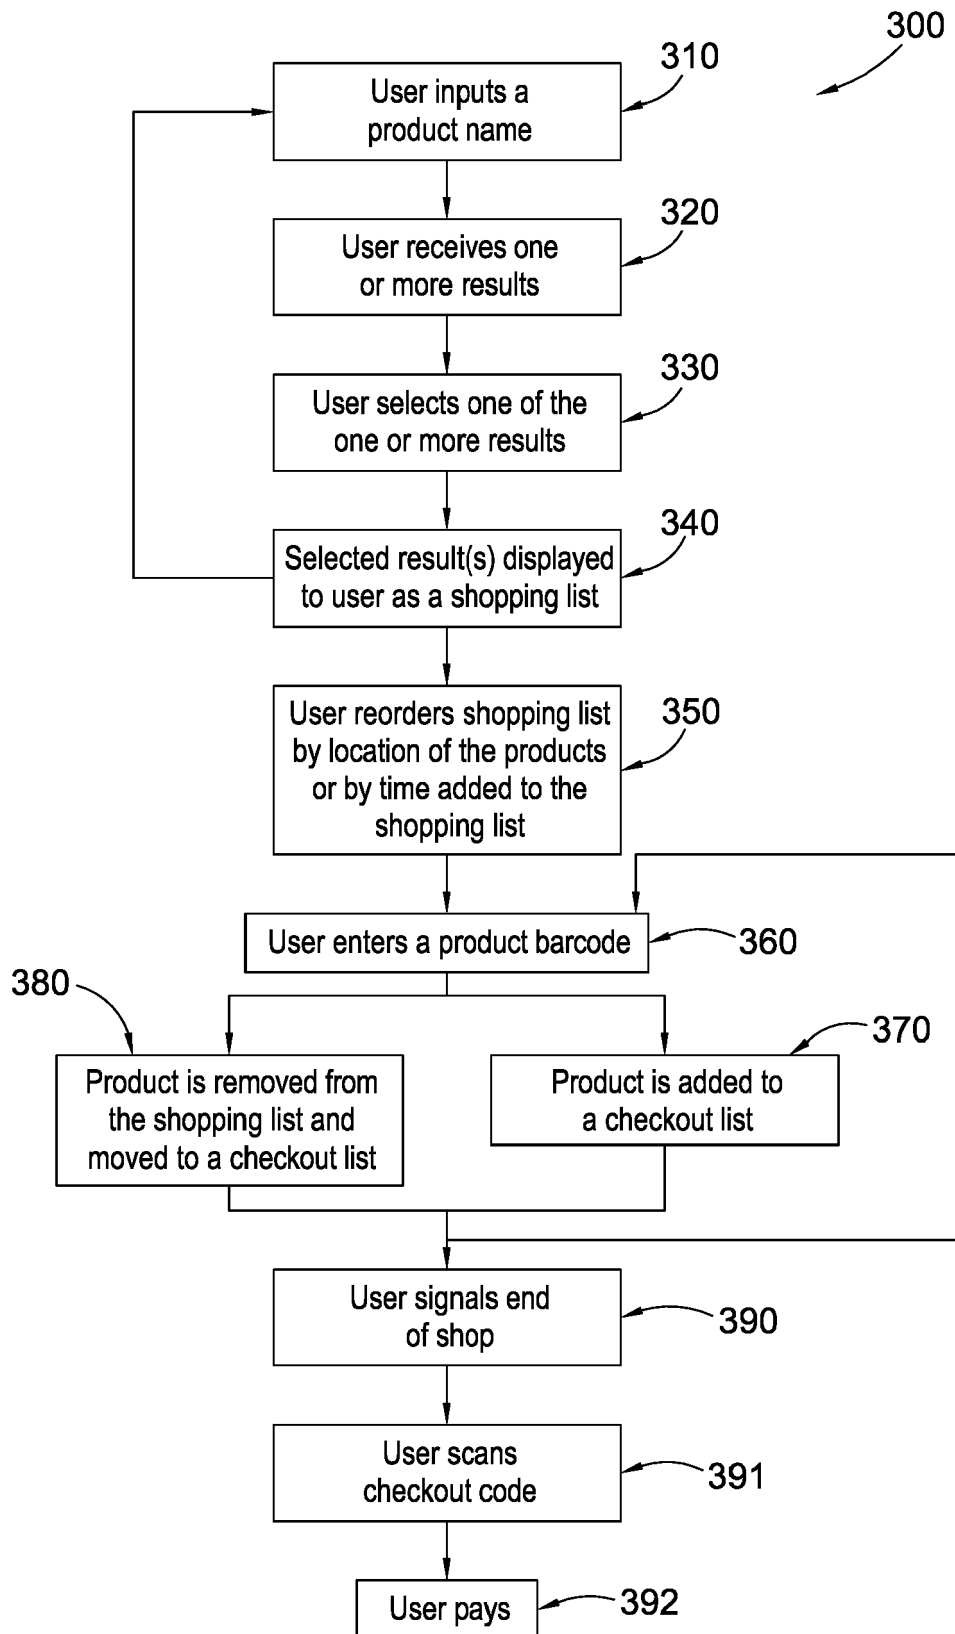 300
310
User inputs a
product name
320
User receives one
or more results
330
User selects one of the
one or more results
340
Selected result(s) displayed
to user as a shopping list
350
User reorders shopping list
by location of the products
or by time added to the
shopping list
User enters a product barcode
360
380
370
Product is removed from
the shopping list and
moved to a checkout list
Product is added to
a checkout list
User signals end
of shop
390
User scans
checkout code
391
User pays
392